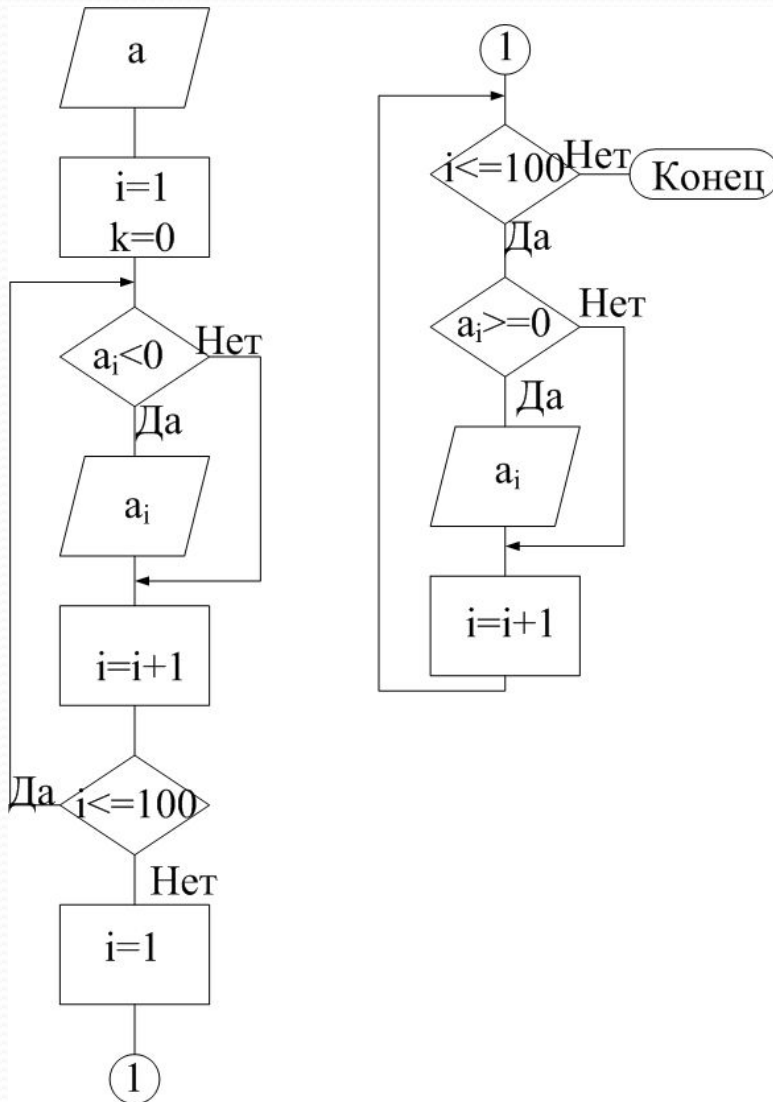 a
i=1
k=0
aᵢ<0
Нет
Да
aᵢ
i=i+1
Да
i<=100
Нет
i=1
1
1
i<=100
Нет
Конец
Да
aᵢ>=0
Нет
Да
aᵢ
i=i+1